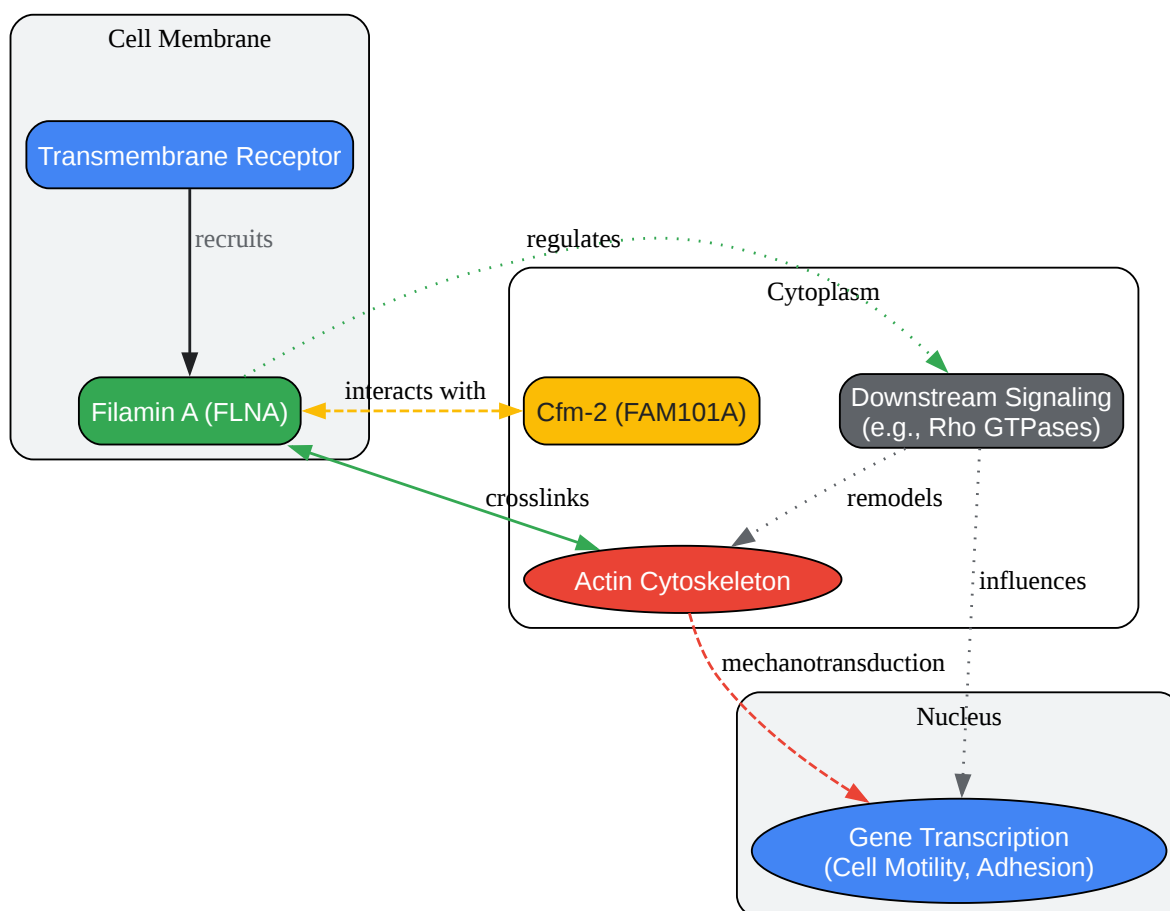 Cell Membrane
Transmembrane Receptor
recruits
regulates
Cytoplasm
Filamin A (FLNA)
interacts with
Cfm-2 (FAM101A)
Downstream Signaling
(e.g., Rho GTPases)
crosslinks
remodels
Actin Cytoskeleton
influences
mechanotransduction
Nucleus
Gene Transcription
(Cell Motility, Adhesion)